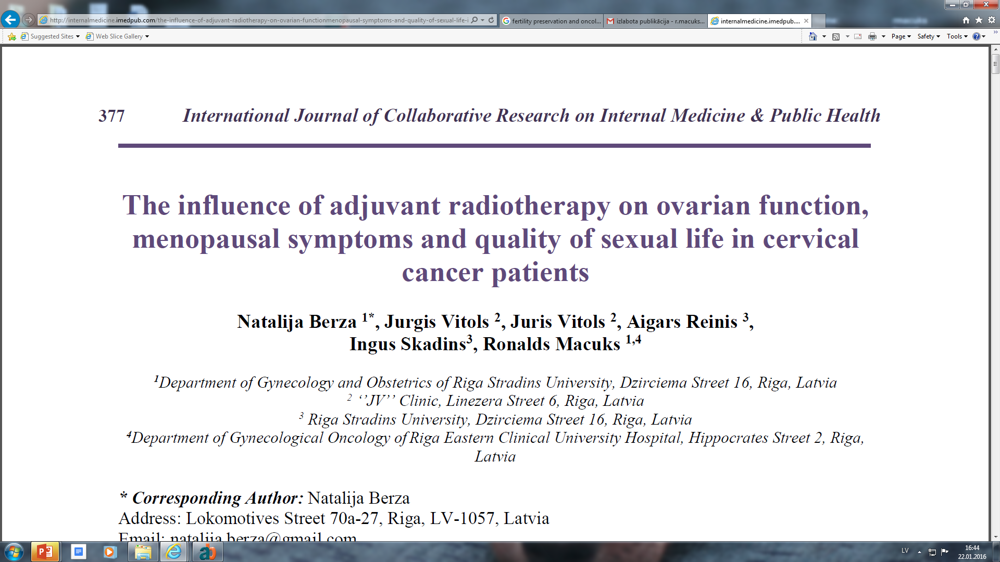 http://internalmedicine.imedpub.com/the-influence-of-adjuvant-radiotherapy-on-ovarian-functionmenopausal-symptoms-and-quality-of-sexual-life-i
fertility preservation and oncol...
izlabota publikācija - r.macuks...
internalmedicine.imedpub....
Suggested Sites
Web Slice Gallery
Page
Safety
Tools
377 International Journal of Collaborative Research on Internal Medicine & Public Health
The influence of adjuvant radiotherapy on ovarian function,
menopausal symptoms and quality of sexual life in cervical
cancer patients
Natalija Berza 1*, Jurgis Vitols 2, Juris Vitols 2, Aigars Reinis 3,
Ingus Skadins3, Ronalds Macuks 1,4
1Department of Gynecology and Obstetrics of Riga Stradins University, Dzirciema Street 16, Riga, Latvia
2 ‘’JV’’ Clinic, Linezera Street 6, Riga, Latvia
3 Riga Stradins University, Dzirciema Street 16, Riga, Latvia
4Department of Gynecological Oncology of Riga Eastern Clinical University Hospital, Hippocrates Street 2, Riga,
Latvia
* Corresponding Author: Natalija Berza
Address: Lokomotives Street 70a-27, Riga, LV-1057, Latvia
Email: natalija.berza@gmail.com
LV
16:44
22.01.2016